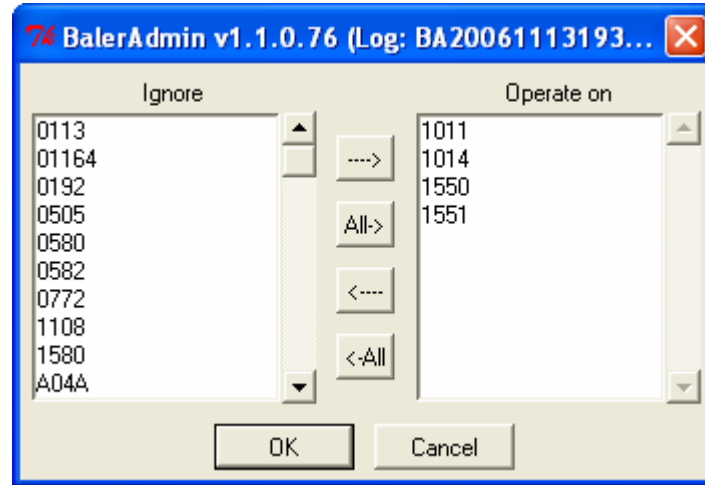 BalerAdmin v1.1.0.76 (Log: BA20061113193...
Ignore
0113
01164
0192
0505
0580
0582
0772
1108
1580
A04A
---->
All->
<----
<-All
Operate on
1011
1014
1550
1551
OK
Cancel